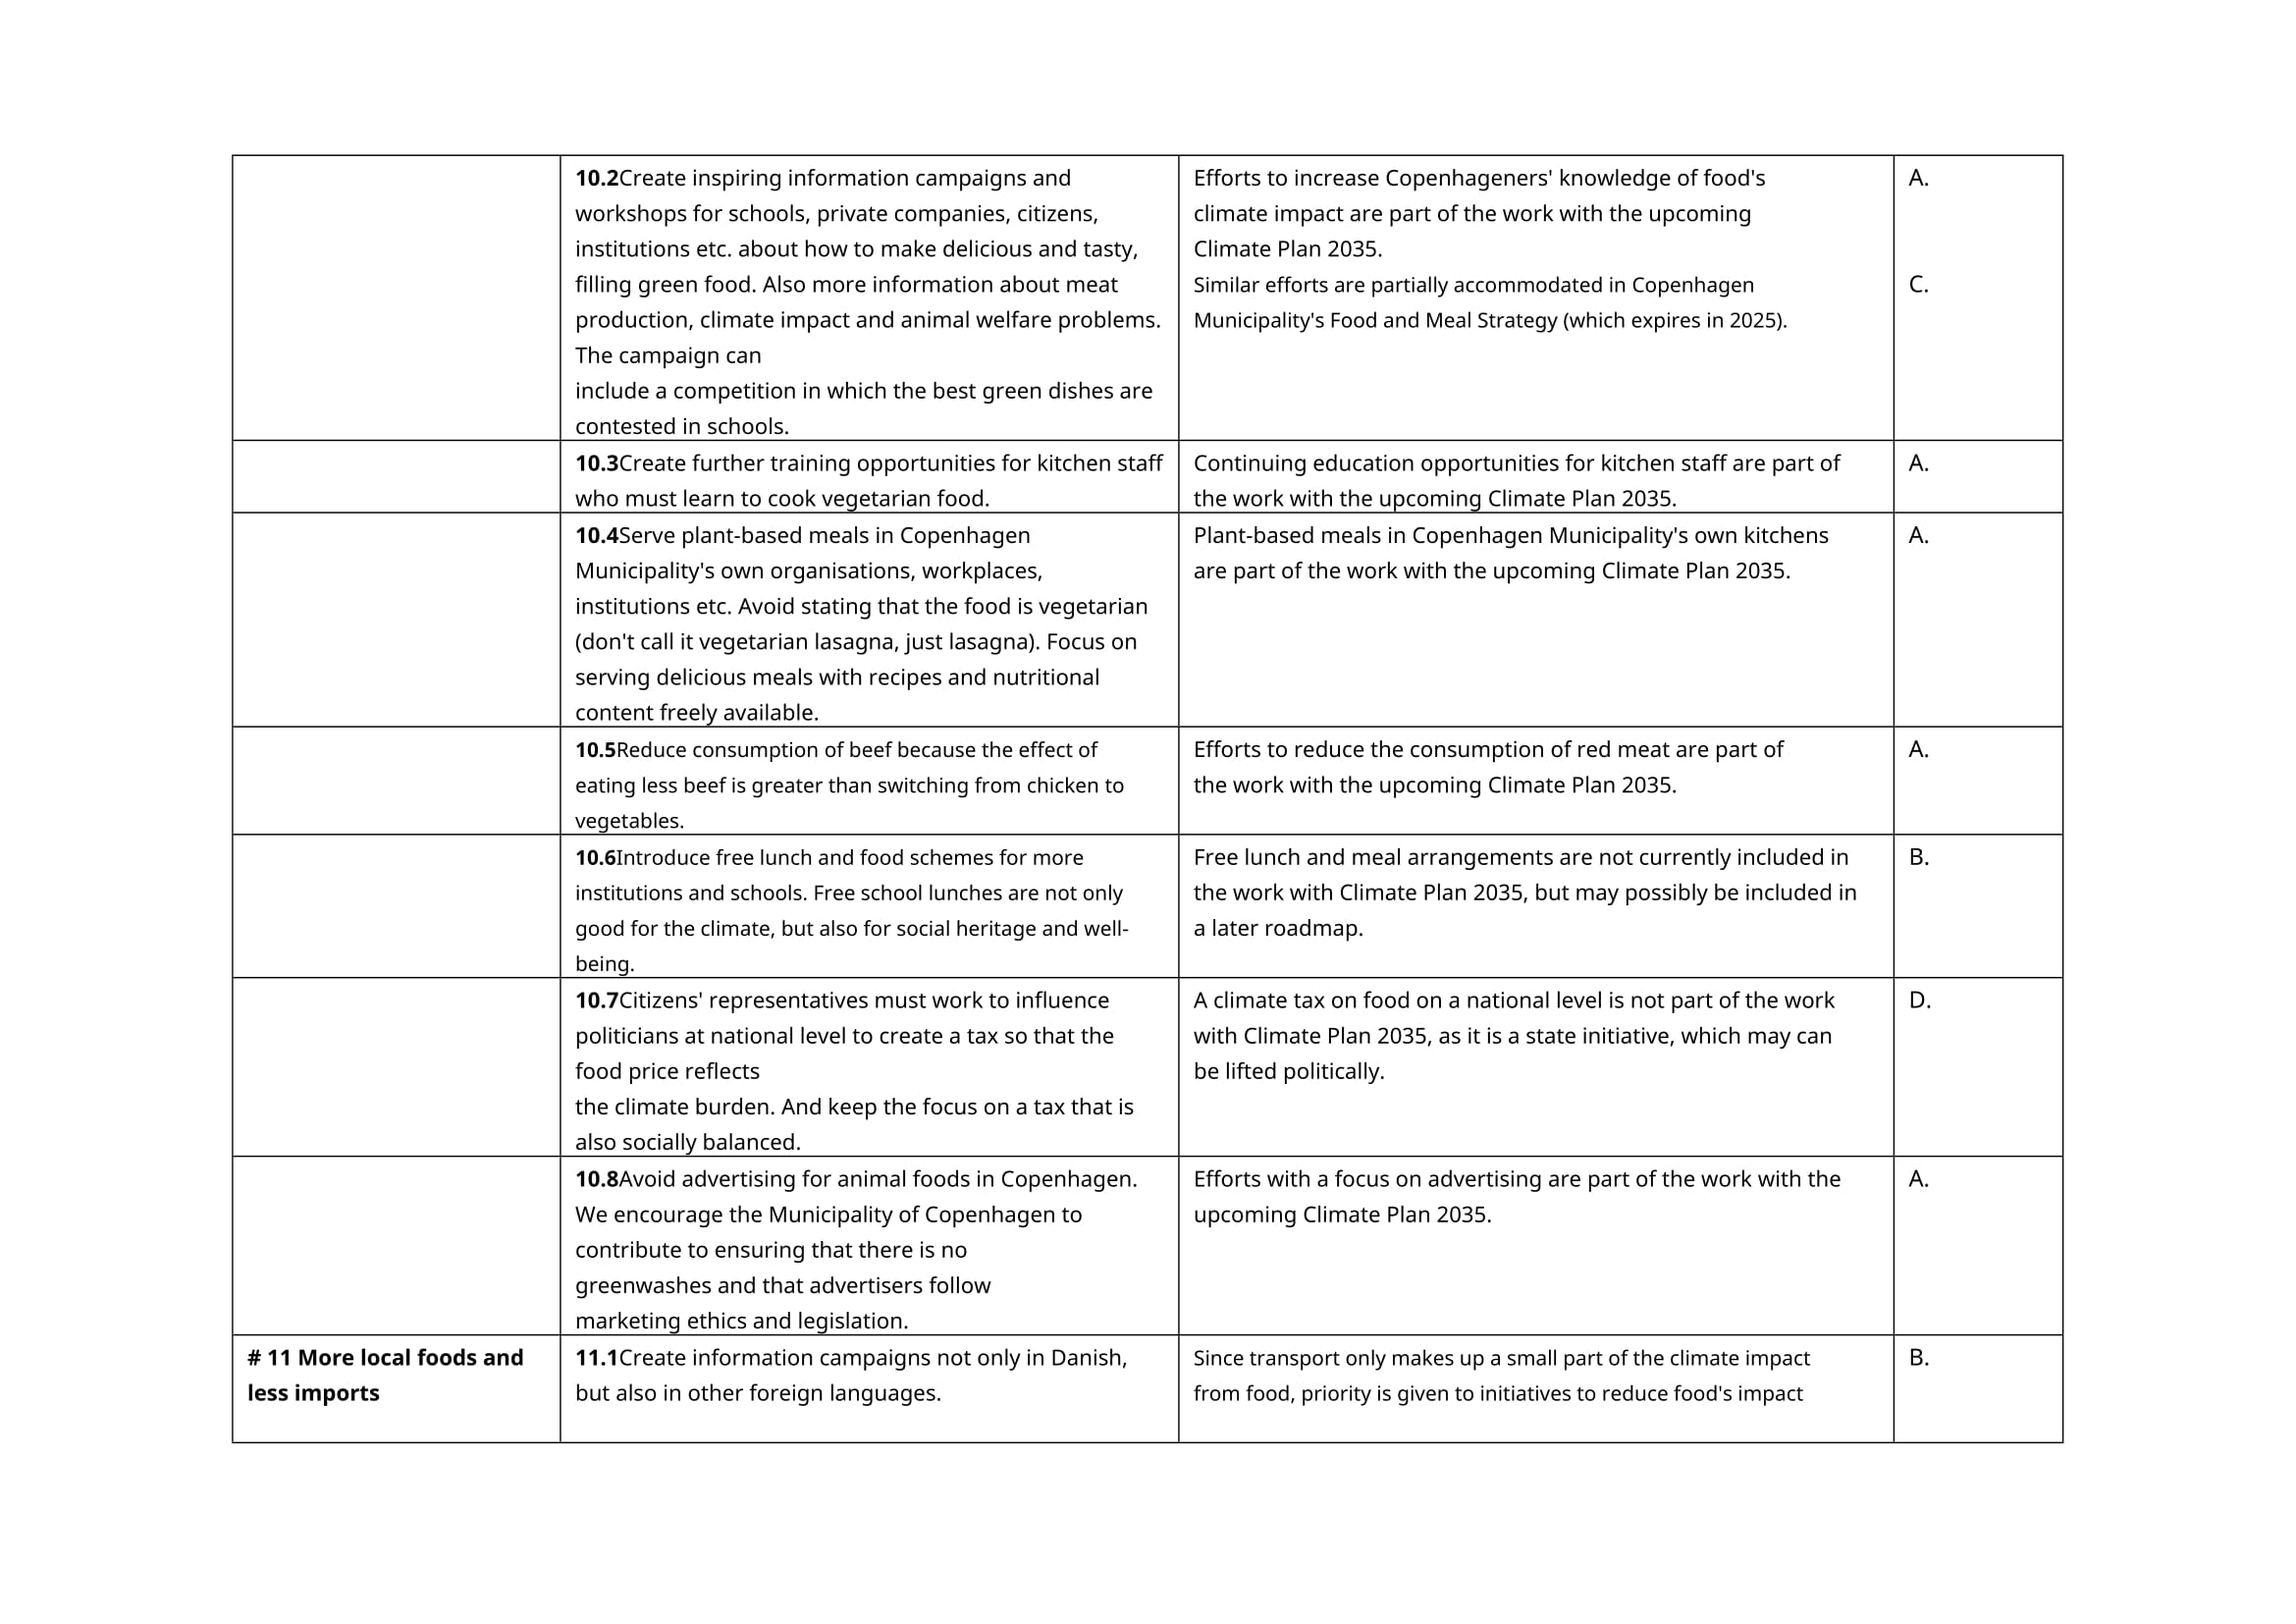 10.2Create inspiring information campaigns and
workshops for schools, private companies, citizens,
institutions etc. about how to make delicious and tasty,
filling green food. Also more information about meat
production, climate impact and animal welfare problems.
The campaign can
include a competition in which the best green dishes are
contested in schools.
Efforts to increase Copenhageners' knowledge of food's
climate impact are part of the work with the upcoming
Climate Plan 2035.
Similar efforts are partially accommodated in Copenhagen
Municipality's Food and Meal Strategy (which expires in 2025).
A.
C.
10.3Create further training opportunities for kitchen staff
who must learn to cook vegetarian food.
Continuing education opportunities for kitchen staff are part of
the work with the upcoming Climate Plan 2035.
A.
10.4Serve plant-based meals in Copenhagen
Municipality's own organisations, workplaces,
institutions etc. Avoid stating that the food is vegetarian
(don't call it vegetarian lasagna, just lasagna). Focus on
serving delicious meals with recipes and nutritional
content freely available.
Plant-based meals in Copenhagen Municipality's own kitchens
are part of the work with the upcoming Climate Plan 2035.
A.
10.5Reduce consumption of beef because the effect of
eating less beef is greater than switching from chicken to
vegetables.
Efforts to reduce the consumption of red meat are part of
the work with the upcoming Climate Plan 2035.
A.
10.6Introduce free lunch and food schemes for more
institutions and schools. Free school lunches are not only
good for the climate, but also for social heritage and well-
being.
Free lunch and meal arrangements are not currently included in
the work with Climate Plan 2035, but may possibly be included in
a later roadmap.
B.
10.7Citizens' representatives must work to influence
politicians at national level to create a tax so that the
food price reflects
the climate burden. And keep the focus on a tax that is
also socially balanced.
A climate tax on food on a national level is not part of the work
with Climate Plan 2035, as it is a state initiative, which may can
be lifted politically.
D.
10.8Avoid advertising for animal foods in Copenhagen.
We encourage the Municipality of Copenhagen to
contribute to ensuring that there is no
greenwashes and that advertisers follow
marketing ethics and legislation.
Efforts with a focus on advertising are part of the work with the
upcoming Climate Plan 2035.
A.
# 11 More local foods and
less imports
11.1Create information campaigns not only in Danish,
but also in other foreign languages.
Since transport only makes up a small part of the climate impact
from food, priority is given to initiatives to reduce food's impact
B.